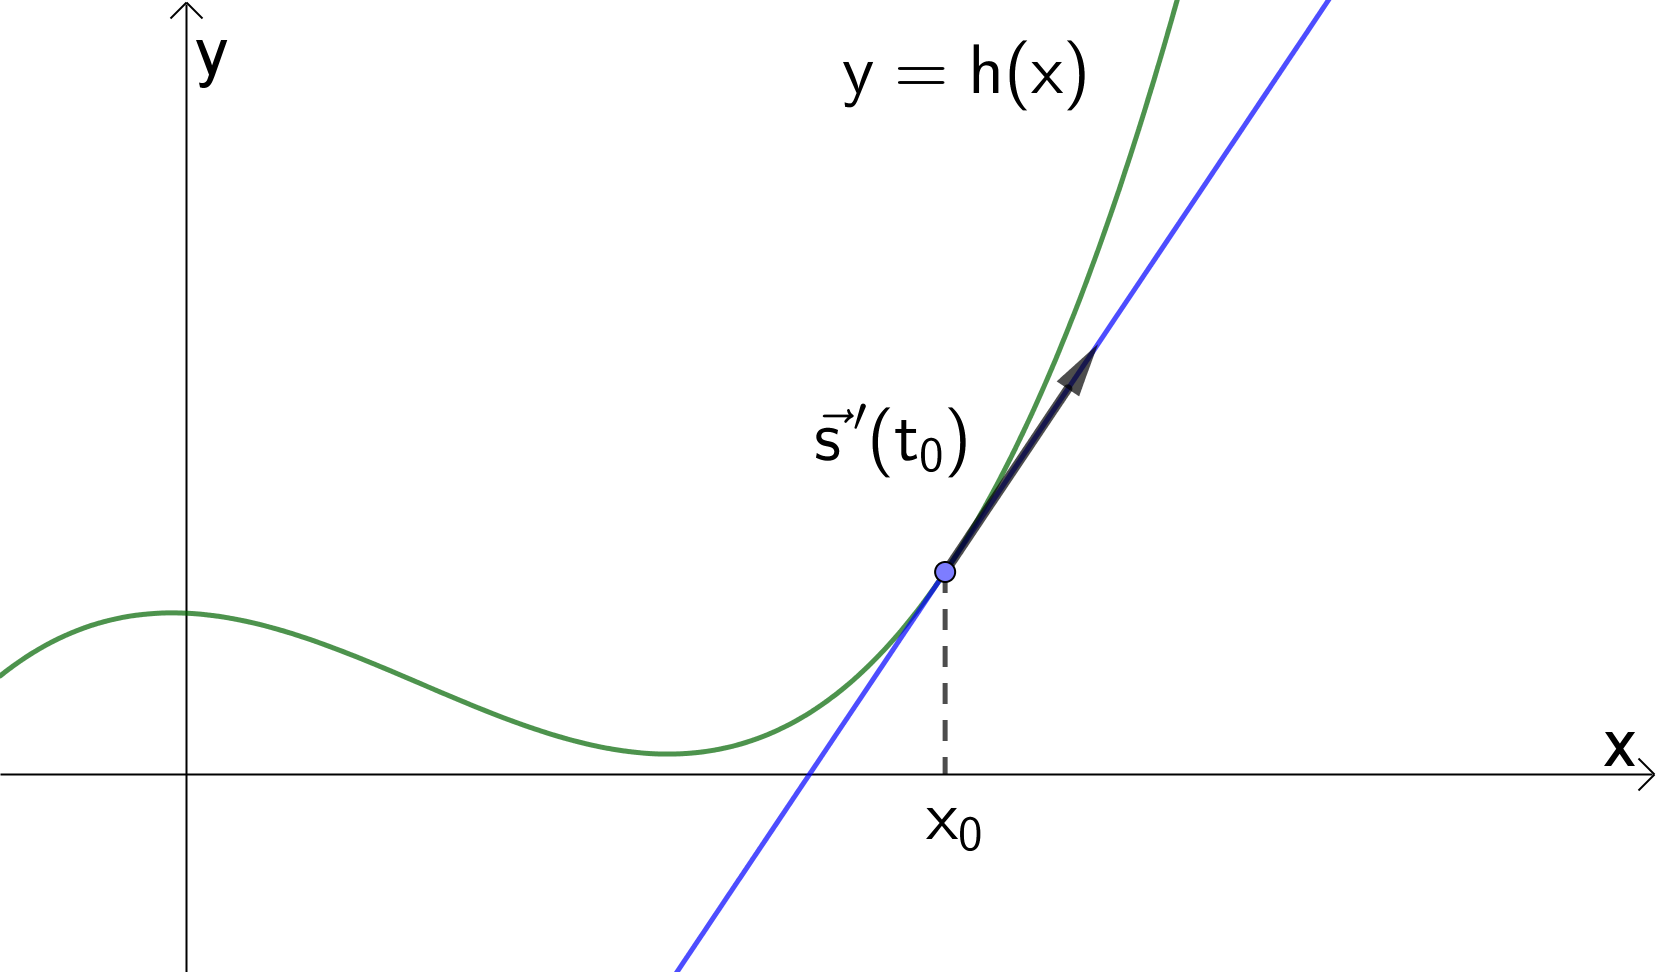 y
y = h(x)
s⃗ ′(t₀)
x
x₀